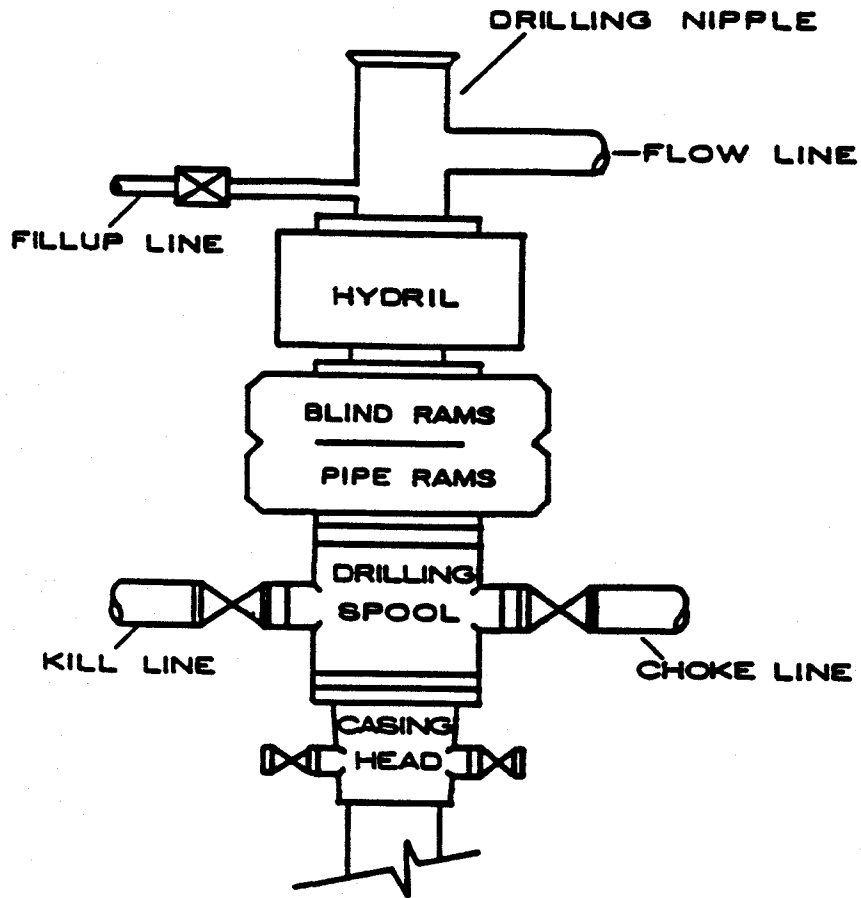 DRILLING NIPPLE
FLOW LINE
FILLUP LINE
HYDRIL
BLIND RAMS
PIPE RAMS
DRILLING
SPOOL
KILL LINE
CHOKE LINE
CASING
HEAD